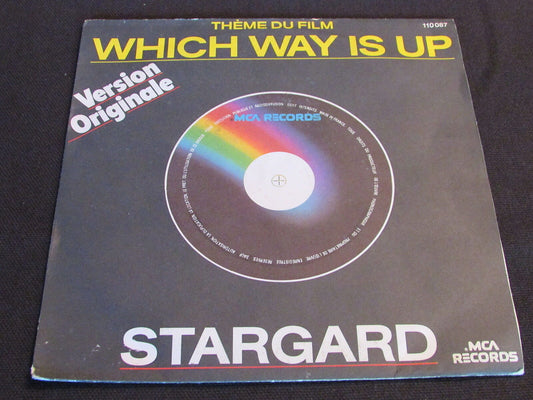 THÈME DU FILM
110 087
WHICH WAY IS UP
Version
Originale
MCA RECORDS
STARGARD
MCA
RECORDS